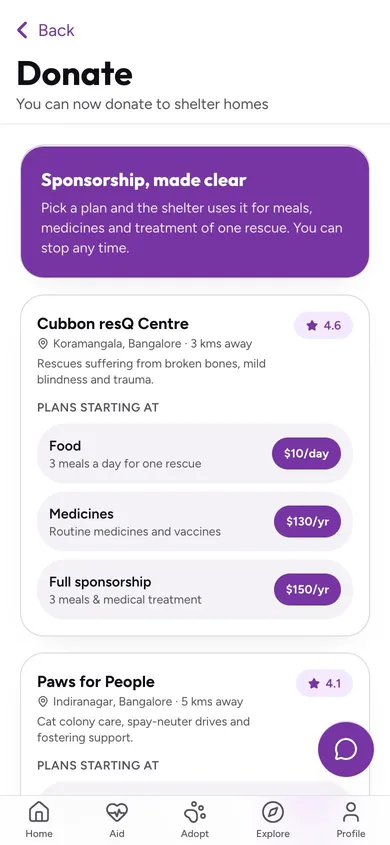 Back
Donate
You can now donate to shelter homes
Sponsorship, made clear
Pick a plan and the shelter uses it for meals,
medicines and treatment of one rescue. You can
stop any time.
Cubbon resQ Centre
4.6
Koramangala, Bangalore · 3 kms away
Rescues suffering from broken bones, mild
blindness and trauma.
PLANS STARTING AT
Food
3 meals a day for one rescue
$10/day
Medicines
Routine medicines and vaccines
$130/yr
Full sponsorship
3 meals & medical treatment
$150/yr
Paws for People
4.1
Indiranagar, Bangalore · 5 kms away
Cat colony care, spay-neuter drives and
fostering support.
PLANS STARTING AT
Home
Aid
Adopt
Explore
Profile